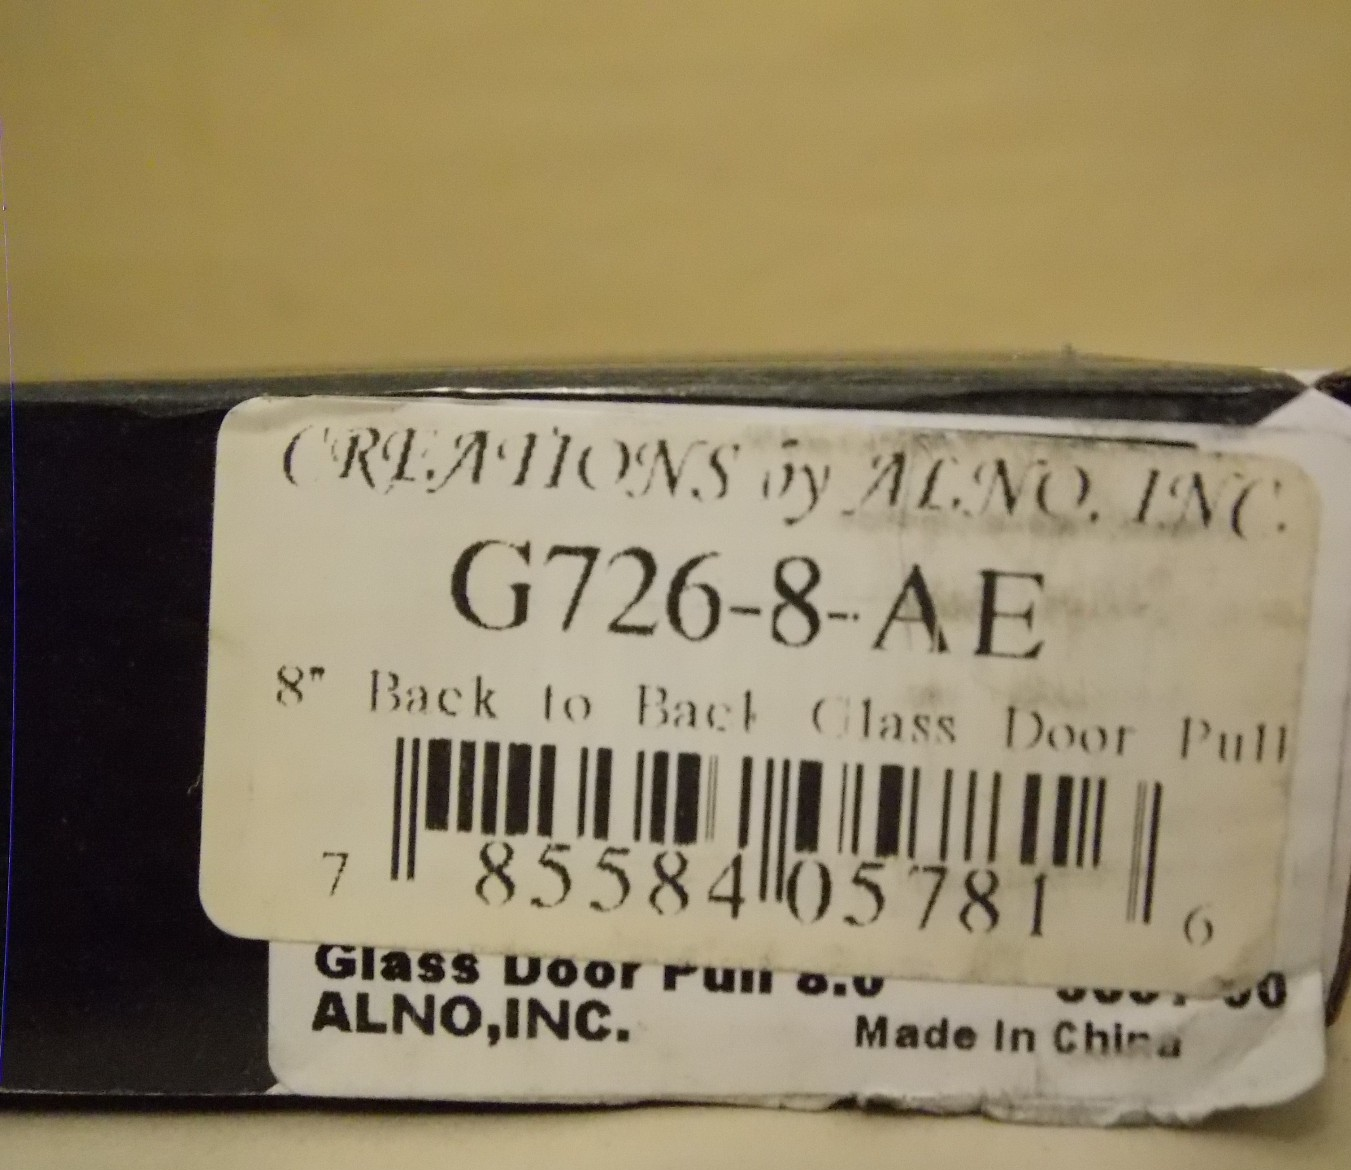 CREATIONS by ALNO, INC.
G726-8-AE
8" Back to Back Glass Door Pull
7 85584 05781 6
Glass Door Pull 8.0
ALNO,INC.
Made In China